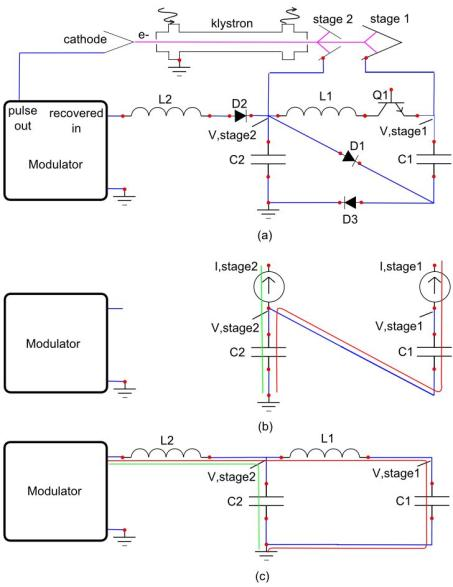 klystron
stage 2
stage 1
cathode
e-
pulse out
recovered in
Modulator
L2
D2
L1
Q1
V,stage2
V,stage1
C2
D1
C1
D3
(a)
I,stage2
I,stage1
Modulator
V,stage2
V,stage1
C2
C1
(b)
L2
L1
Modulator
V,stage2
V,stage1
C2
C1
(c)